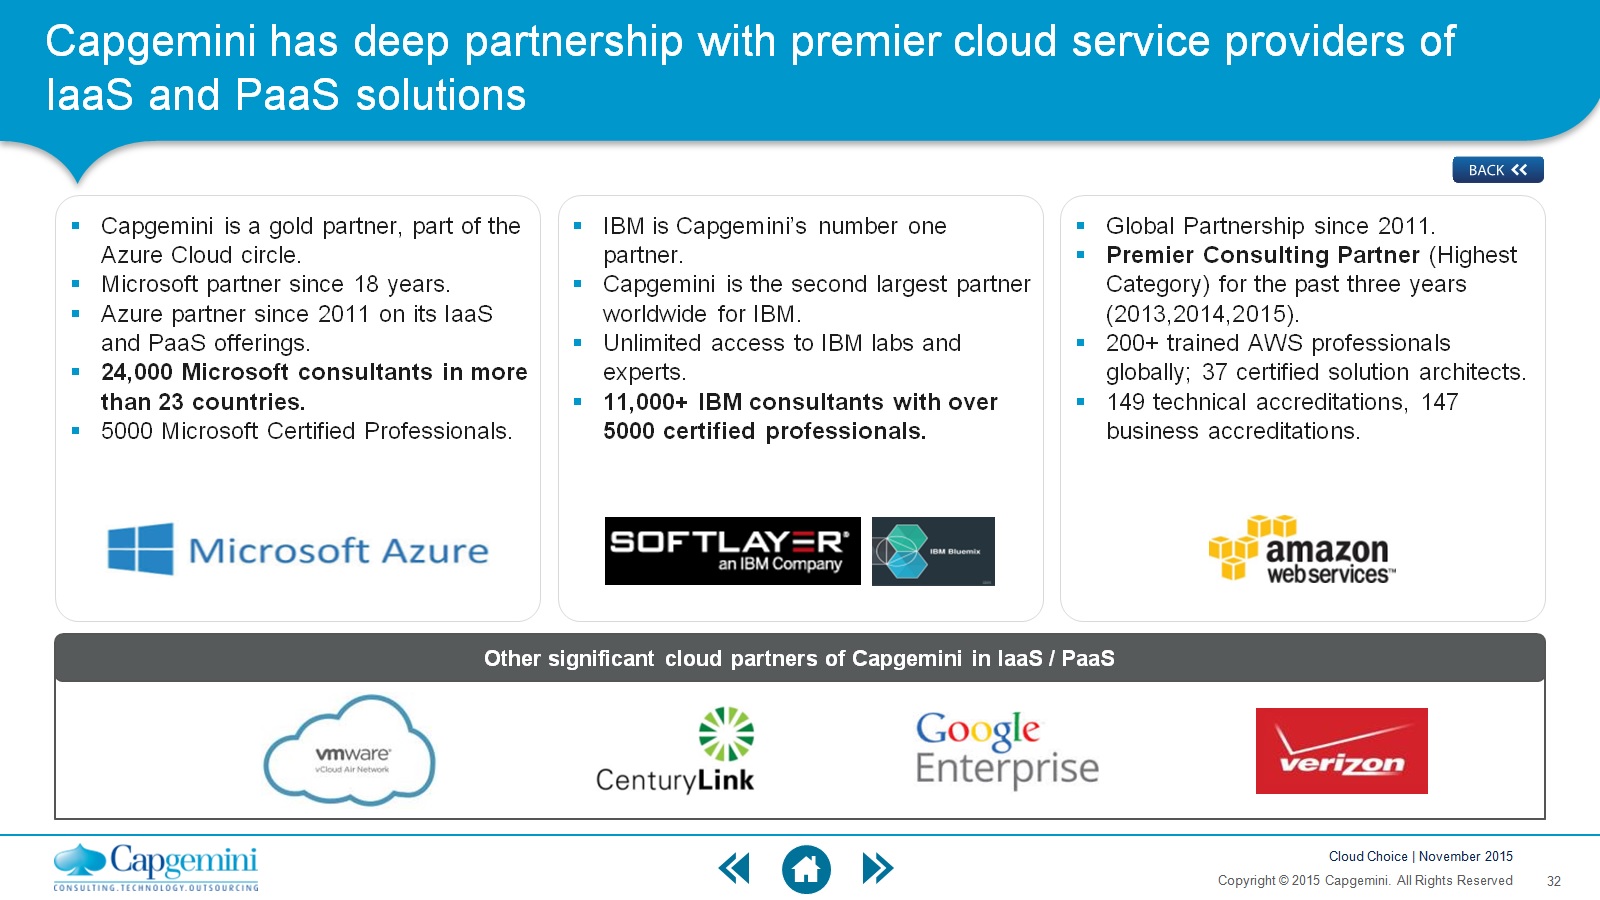 Capgemini has deep partnership with premier cloud service providers of
IaaS and PaaS solutions
BACK
Capgemini is a gold partner, part of the
Azure Cloud circle.
Microsoft partner since 18 years.
Azure partner since 2011 on its IaaS
and PaaS offerings.
24,000 Microsoft consultants in more
than 23 countries.
5000 Microsoft Certified Professionals.
Microsoft Azure
IBM is Capgemini’s number one
partner.
Capgemini is the second largest partner
worldwide for IBM.
Unlimited access to IBM labs and
experts.
11,000+ IBM consultants with over
5000 certified professionals.
SOFTLAYER®
an IBM Company
IBM Bluemix
Global Partnership since 2011.
Premier Consulting Partner (Highest
Category) for the past three years
(2013,2014,2015).
200+ trained AWS professionals
globally; 37 certified solution architects.
149 technical accreditations, 147
business accreditations.
amazon
web services™
Other significant cloud partners of Capgemini in IaaS / PaaS
vmware®
vCloud Air Network
CenturyLink
Google
Enterprise
verizon
Capgemini
CONSULTING.TECHNOLOGY.OUTSOURCING
Cloud Choice | November 2015
Copyright © 2015 Capgemini. All Rights Reserved
32